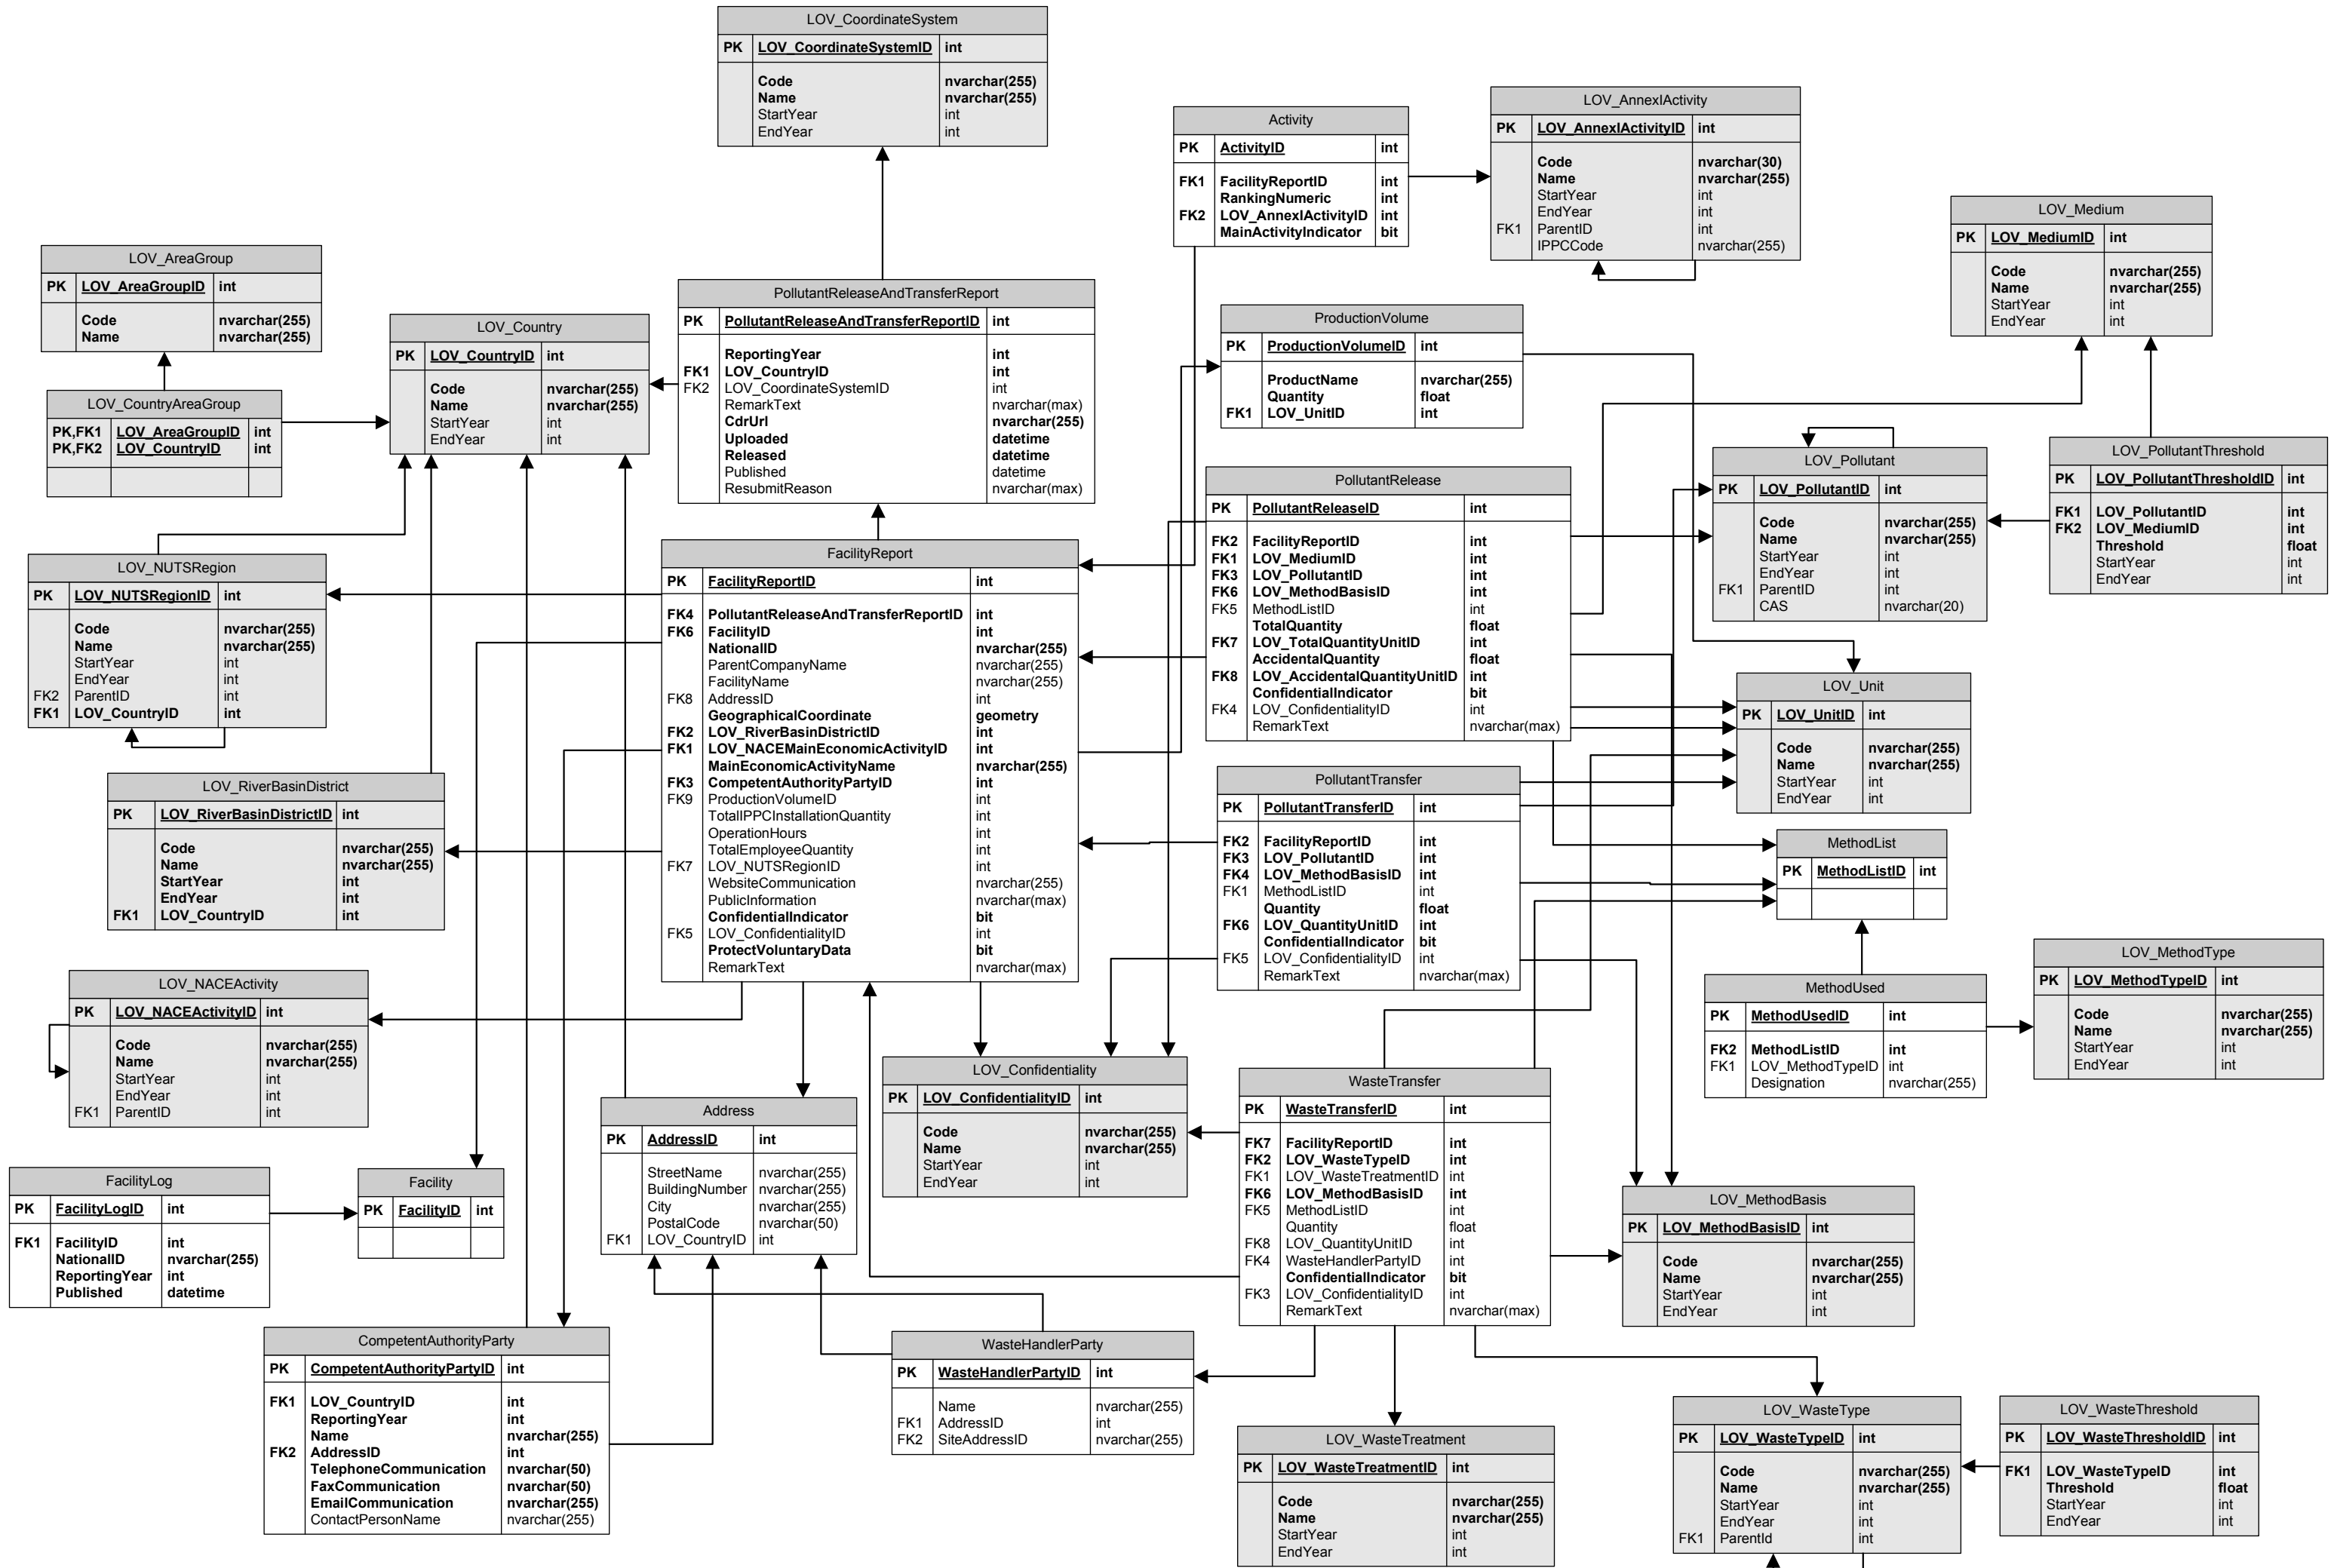 LOV_CoordinateSystem
PK LOV_CoordinateSystemID int
Code nvarchar(255)
Name nvarchar(255)
StartYear int
EndYear int
Activity
PK ActivityID int
FK1 FacilityReportID int
RankingNumeric int
FK2 LOV_AnnexIActivityID int
MainActivityIndicator bit
LOV_AnnexIActivity
PK LOV_AnnexIActivityID int
Code nvarchar(30)
Name nvarchar(255)
StartYear int
EndYear int
FK1 ParentID int
IPPCCode nvarchar(255)
LOV_Medium
PK LOV_MediumID int
Code nvarchar(255)
Name nvarchar(255)
StartYear int
EndYear int
LOV_AreaGroup
PK LOV_AreaGroupID int
Code nvarchar(255)
Name nvarchar(255)
LOV_CountryAreaGroup
PK,FK1 LOV_AreaGroupID int
PK,FK2 LOV_CountryID int
LOV_Country
PK LOV_CountryID int
Code nvarchar(255)
Name nvarchar(255)
StartYear int
EndYear int
PollutantReleaseAndTransferReport
PK PollutantReleaseAndTransferReportID int
ReportingYear int
FK1 LOV_CountryID int
FK2 LOV_CoordinateSystemID int
RemarkText nvarchar(max)
CdrUrl nvarchar(255)
Uploaded datetime
Released datetime
Published datetime
ResubmitReason nvarchar(max)
ProductionVolume
PK ProductionVolumeID int
ProductName nvarchar(255)
Quantity float
FK1 LOV_UnitID int
LOV_Pollutant
PK LOV_PollutantID int
Code nvarchar(255)
Name nvarchar(255)
StartYear int
EndYear int
FK1 ParentID int
CAS nvarchar(20)
LOV_PollutantThreshold
PK LOV_PollutantThresholdID int
FK1 LOV_PollutantID int
FK2 LOV_MediumID int
Threshold float
StartYear int
EndYear int
PollutantRelease
PK PollutantReleaseID int
FK2 FacilityReportID int
FK1 LOV_MediumID int
FK3 LOV_PollutantID int
FK6 LOV_MethodBasisID int
FK5 MethodListID int
TotalQuantity float
FK7 LOV_TotalQuantityUnitID int
AccidentalQuantity float
FK8 LOV_AccidentalQuantityUnitID int
ConfidentialIndicator bit
FK4 LOV_ConfidentialityID int
RemarkText nvarchar(max)
LOV_NUTSRegion
PK LOV_NUTSRegionID int
Code nvarchar(255)
Name nvarchar(255)
StartYear int
EndYear int
FK2 ParentID int
FK1 LOV_CountryID int
FacilityReport
PK FacilityReportID int
FK4 PollutantReleaseAndTransferReportID int
FK6 FacilityID int
NationalID nvarchar(255)
ParentCompanyName nvarchar(255)
FacilityName nvarchar(255)
FK8 AddressID int
GeographicalCoordinate geometry
FK2 LOV_RiverBasinDistrictID int
FK1 LOV_NACEMainEconomicActivityID int
MainEconomicActivityName nvarchar(255)
FK3 CompetentAuthorityPartyID int
FK9 ProductionVolumeID int
TotalIPPCInstallationQuantity int
OperationHours int
TotalEmployeeQuantity int
FK7 LOV_NUTSRegionID int
WebsiteCommunication nvarchar(255)
PublicInformation nvarchar(max)
ConfidentialIndicator bit
FK5 LOV_ConfidentialityID int
ProtectVoluntaryData bit
RemarkText nvarchar(max)
LOV_Unit
PK LOV_UnitID int
Code nvarchar(255)
Name nvarchar(255)
StartYear int
EndYear int
LOV_RiverBasinDistrict
PK LOV_RiverBasinDistrictID int
Code nvarchar(255)
Name nvarchar(255)
StartYear int
EndYear int
FK1 LOV_CountryID int
PollutantTransfer
PK PollutantTransferID int
FK2 FacilityReportID int
FK3 LOV_PollutantID int
FK4 LOV_MethodBasisID int
FK1 MethodListID int
Quantity float
FK6 LOV_QuantityUnitID int
ConfidentialIndicator bit
FK5 LOV_ConfidentialityID int
RemarkText nvarchar(max)
MethodList
PK MethodListID int
LOV_MethodType
PK LOV_MethodTypeID int
Code nvarchar(255)
Name nvarchar(255)
StartYear int
EndYear int
MethodUsed
PK MethodUsedID int
FK2 MethodListID int
FK1 LOV_MethodTypeID int
Designation nvarchar(255)
LOV_NACEActivity
PK LOV_NACEActivityID int
Code nvarchar(255)
Name nvarchar(255)
StartYear int
EndYear int
FK1 ParentID int
LOV_Confidentiality
PK LOV_ConfidentialityID int
Code nvarchar(255)
Name nvarchar(255)
StartYear int
EndYear int
WasteTransfer
PK WasteTransferID int
FK7 FacilityReportID int
FK2 LOV_WasteTypeID int
FK1 LOV_WasteTreatmentID int
FK6 LOV_MethodBasisID int
FK5 MethodListID int
Quantity float
FK8 LOV_QuantityUnitID int
FK4 WasteHandlerPartyID int
ConfidentialIndicator bit
FK3 LOV_ConfidentialityID int
RemarkText nvarchar(max)
Address
PK AddressID int
StreetName nvarchar(255)
BuildingNumber nvarchar(255)
City nvarchar(255)
PostalCode nvarchar(50)
FK1 LOV_CountryID int
FacilityLog
PK FacilityLogID int
FK1 FacilityID int
NationalID nvarchar(255)
ReportingYear int
Published datetime
Facility
PK FacilityID int
LOV_MethodBasis
PK LOV_MethodBasisID int
Code nvarchar(255)
Name nvarchar(255)
StartYear int
EndYear int
CompetentAuthorityParty
PK CompetentAuthorityPartyID int
FK1 LOV_CountryID int
ReportingYear int
Name nvarchar(255)
FK2 AddressID int
TelephoneCommunication nvarchar(50)
FaxCommunication nvarchar(50)
EmailCommunication nvarchar(255)
ContactPersonName nvarchar(255)
WasteHandlerParty
PK WasteHandlerPartyID int
Name nvarchar(255)
FK1 AddressID int
FK2 SiteAddressID nvarchar(255)
LOV_WasteTreatment
PK LOV_WasteTreatmentID int
Code nvarchar(255)
Name nvarchar(255)
StartYear int
EndYear int
LOV_WasteType
PK LOV_WasteTypeID int
Code nvarchar(255)
Name nvarchar(255)
StartYear int
EndYear int
FK1 ParentId int
LOV_WasteThreshold
PK LOV_WasteThresholdID int
FK1 LOV_WasteTypeID int
Threshold float
StartYear int
EndYear int